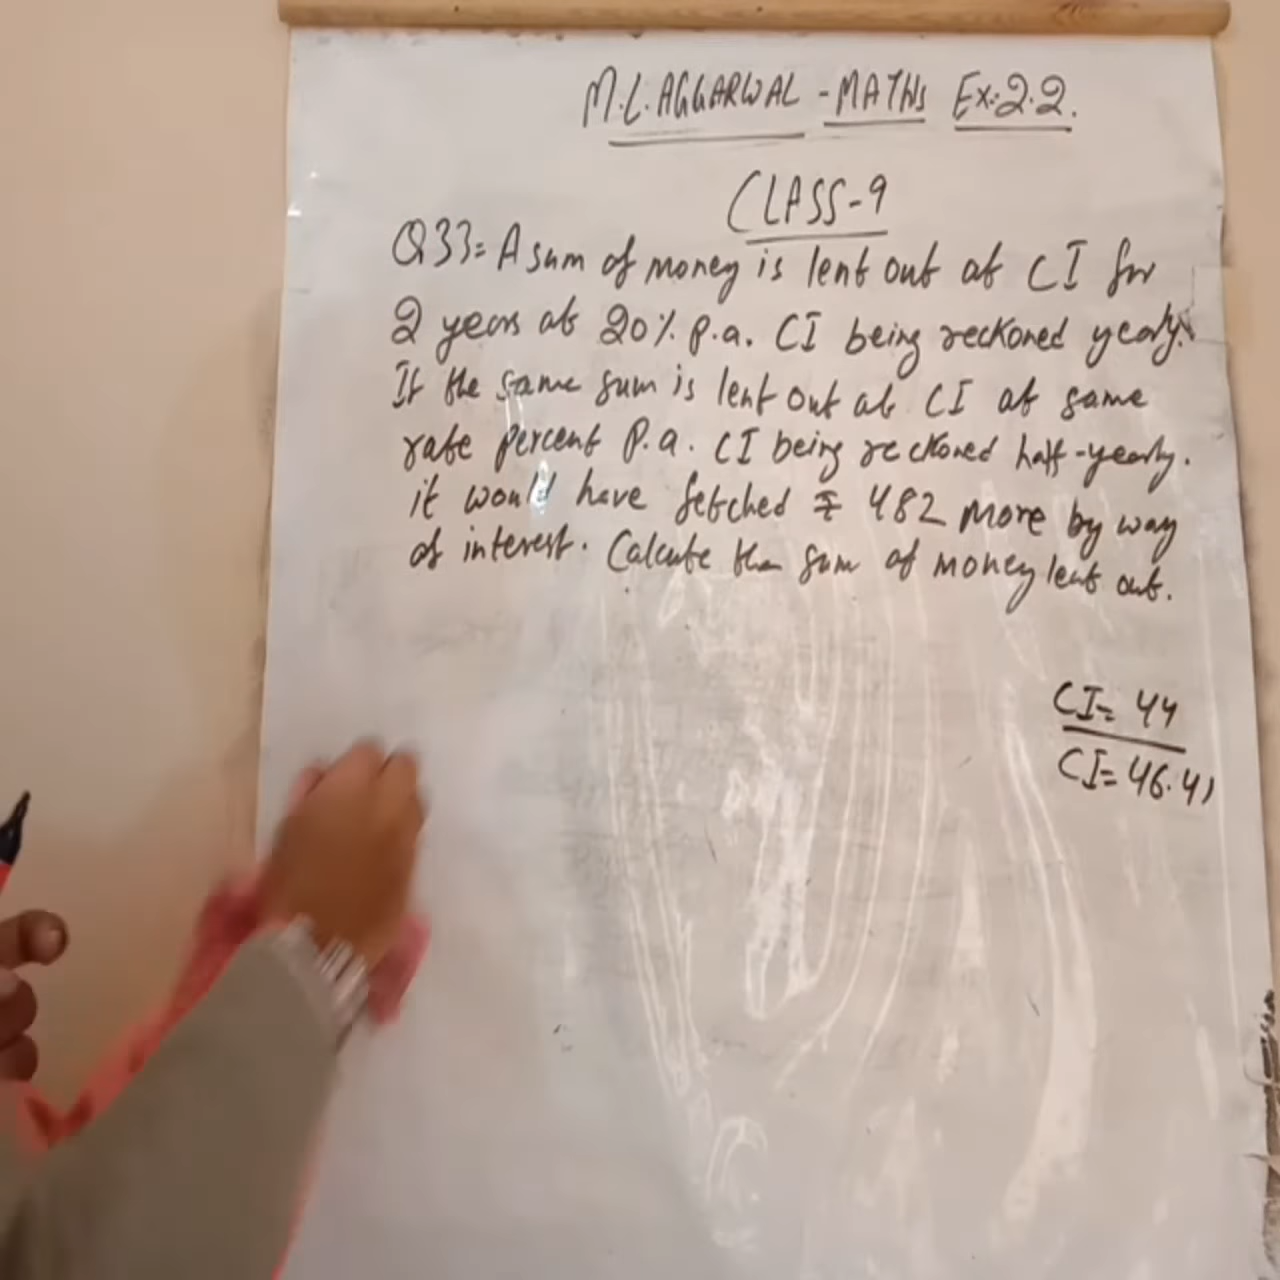 M.L. AGGARWAL - MATHS Ex:-2.2.
CLASS-9
Q33= A sum of money is lent out at CI for
2 years at 20% p.a. CI being reckoned yearly.
If the same sum is lent out at CI at same
rate percent P.a. CI being reckoned half-yearly.
it would have fetched ₹ 482 more by way
of interest. Calcute the sum of money lent out.
CI= 44
CI= 46.41